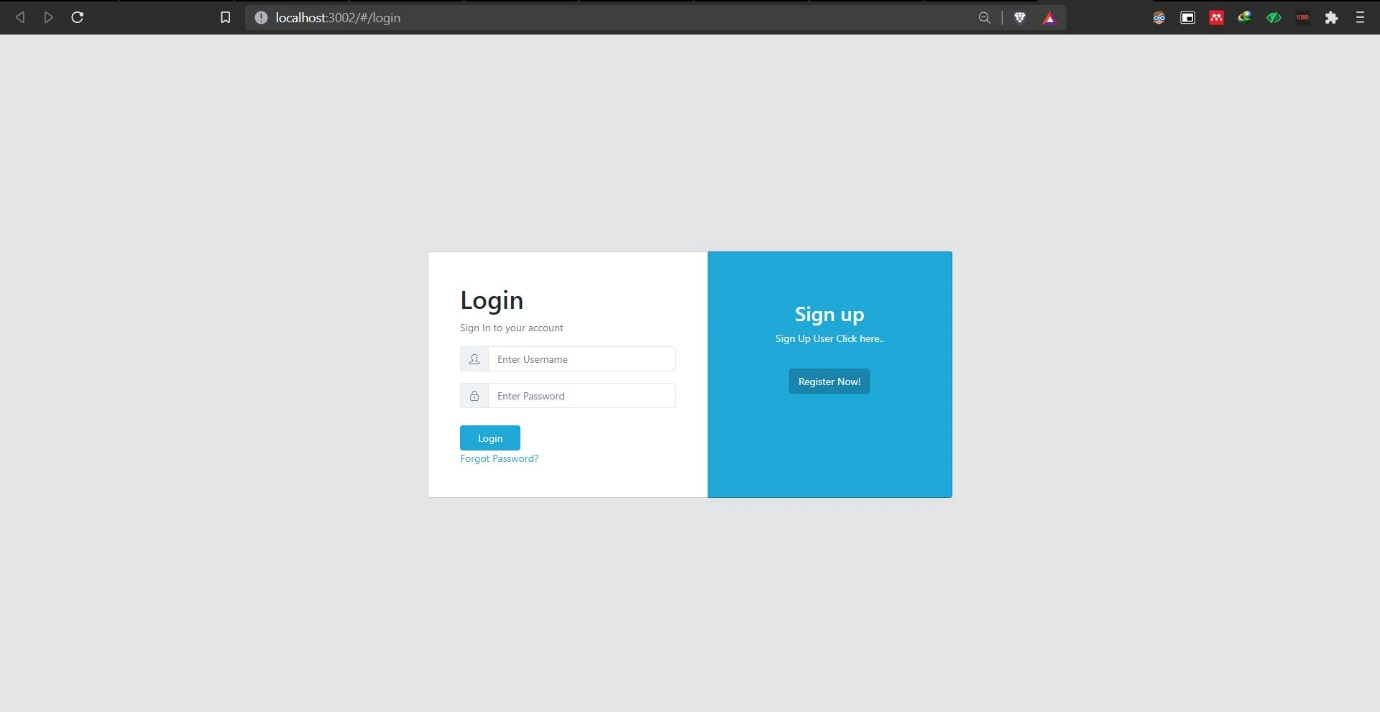 localhost:3002/#/login
1080
Login
Sign In to your account
Enter Username
Enter Password
Login
Forgot Password?
Sign up
Sign Up User Click here..
Register Now!